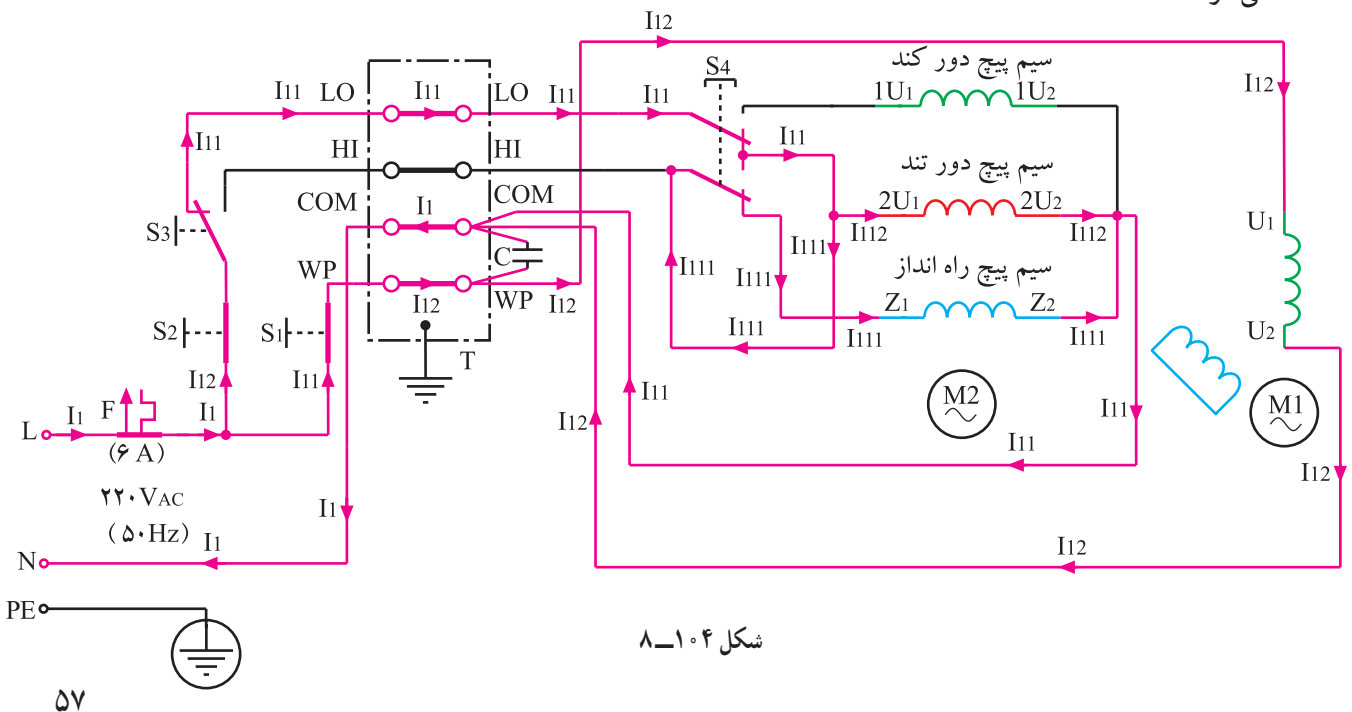 I12
سیم پیچ دور کند
S4
1U1 1U2
I12
I11 LO I11 LO I11 I11
I11
I11
HI HI
سیم پیچ دور تند
COM I1 COM
2U1 2U2
U1
S3
I112 I112
C
I111 I111 I111
سیم پیچ راه انداز
WP I12 WP I12
Z1 Z2
U2
S2 S1
I111 I111 I111
T
I12 I11
I11
M2
M1
L I1 F I1
(۶ A)
I12
I11
I11
I12
۲۲۰VAC
(۵۰Hz)
I1
I1
N
I12
PE
شکل ۱۰۴ــ۸
۵۷